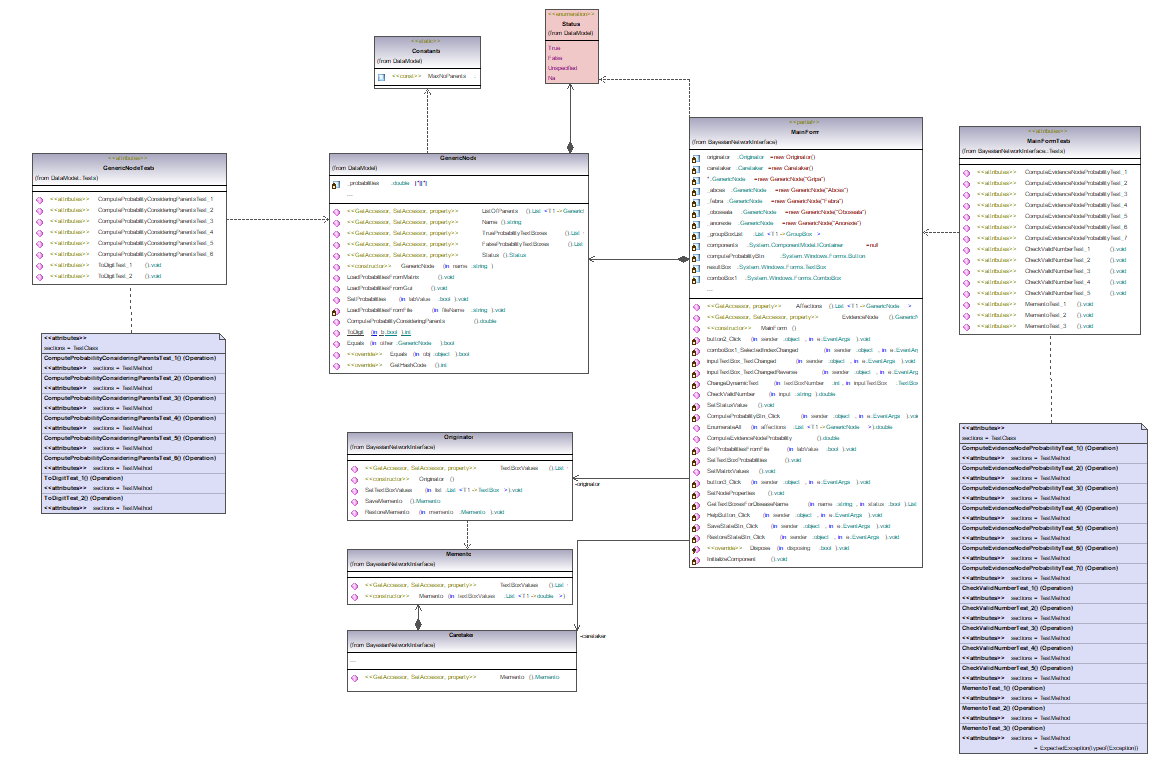 <<enumeration>>
Status
(from DataModel)
True
False
Unspecified
Na
<<static>>
Constants
(from DataModel)
<<const>> MaxNoParents
<<attributes>>
GenericNodeTests
(from DataModel..Tests)
<<attributes>> ComputeProbabilityConsideringParentsTest_1
<<attributes>> ComputeProbabilityConsideringParentsTest_2
<<attributes>> ComputeProbabilityConsideringParentsTest_3
<<attributes>> ComputeProbabilityConsideringParentsTest_4
<<attributes>> ComputeProbabilityConsideringParentsTest_5
<<attributes>> ComputeProbabilityConsideringParentsTest_6
<<attributes>> ToDigitTest_1 ():void
<<attributes>> ToDigitTest_2 ():void
<<attributes>>
sections = TestClass
ComputeProbabilityConsideringParentsTest_1() (Operation)
<<attributes>> sections = TestMethod
ComputeProbabilityConsideringParentsTest_2() (Operation)
<<attributes>> sections = TestMethod
ComputeProbabilityConsideringParentsTest_3() (Operation)
<<attributes>> sections = TestMethod
ComputeProbabilityConsideringParentsTest_4() (Operation)
<<attributes>> sections = TestMethod
ComputeProbabilityConsideringParentsTest_5() (Operation)
<<attributes>> sections = TestMethod
ComputeProbabilityConsideringParentsTest_6() (Operation)
<<attributes>> sections = TestMethod
ToDigitTest_1() (Operation)
<<attributes>> sections = TestMethod
ToDigitTest_2() (Operation)
<<attributes>> sections = TestMethod
GenericNode
(from DataModel)
_probabilities :double ["[]"]
...
<<GetAccessor, SetAccessor, property>> ListOfParents ():List <T1->Generic
<<GetAccessor, SetAccessor, property>> Name ():string
<<GetAccessor, SetAccessor, property>> TrueProbabilityTextBoxes ():List
<<GetAccessor, SetAccessor, property>> FalseProbabilityTextBoxes ():List
<<GetAccessor, SetAccessor, property>> Status ():Status
<<constructor>> GenericNode (in name :string )
LoadProbabilitiesFromMatrix ():void
LoadProbabilitiesFromGui ():void
SetProbabilities (in tabValue :bool ):void
LoadProbabilitiesFromFile (in fileName :string ):void
ComputeProbabilityConsideringParents ():double
ToDigit (in b:bool ):int
Equals (in other :GenericNode ):bool
<<override>> Equals (in obj :object ):bool
<<override>> GetHashCode ():int
Originator
(from BayesianNetworkInterface)
<<GetAccessor, SetAccessor, property>> TextBoxValues ():List
<<constructor>> Originator ()
SetTextBoxValues (in list :List <T1->TextBox >):void
SaveMemento ():Memento
RestoreMemento (in memento :Memento ):void
-originator
Memento
(from BayesianNetworkInterface)
<<GetAccessor, SetAccessor, property>> TextBoxValues ():List
<<constructor>> Memento (in textBoxValues :List <T1->double >)
Caretaker
(from BayesianNetworkInterface)
...
<<GetAccessor, SetAccessor, property>> Memento ():Memento
-caretaker
<<partial>>
MainForm
(from BayesianNetworkInterface)
originator :Originator =new Originator()
caretaker :Caretaker =new Caretaker()
:GenericNode =new GenericNode("Gripa")
_abces :GenericNode =new GenericNode("Abces")
_febra :GenericNode =new GenericNode("Febra")
_oboseala :GenericNode =new GenericNode("Oboseala")
_anorexie :GenericNode =new GenericNode("Anorexie")
_groupBoxList :List <T1->GroupBox >
components :System.ComponentModel.IContainer =null
computeProbabilityBtn :System.Windows.Forms.Button
resultBox :System.Windows.Forms.TextBox
comboBox1 :System.Windows.Forms.ComboBox
...
<<GetAccessor, property>> Affections ():List <T1->GenericNode >
<<GetAccessor, SetAccessor, property>> EvidenceNode ():Generic
<<constructor>> MainForm ()
button2_Click (in sender :object , in e:EventArgs ):void
comboBox1_SelectedIndexChanged (in sender :object , in e:EventArg
inputTextBox_TextChanged (in sender :object , in e:EventArgs ):void
inputTextBox_TextChangedReverse (in sender :object , in e:EventArg
ChangeDynamicText (in textBoxNumber :int , in inputTextBox :TextBox
CheckValidNumber (in input :string ):double
SetStatusValue ():void
ComputeProbabilityBtn_Click (in sender :object , in e:EventArgs ):voi
EnumerateAll (in affections :List <T1->GenericNode >):double
ComputeEvidenceNodeProbability ():double
SetProbabilitiesFromFile (in tabValue :bool ):void
SetTextBoxProbabilities ():void
SetMatrixValues ():void
button3_Click (in sender :object , in e:EventArgs ):void
SetNodeProperties ():void
GetTextBoxesForDiseaseName (in name :string , in status :bool ):List
HelpButton_Click (in sender :object , in e:EventArgs ):void
SaveStateBtn_Click (in sender :object , in e:EventArgs ):void
RestoreStateBtn_Click (in sender :object , in e:EventArgs ):void
<<override>> Dispose (in disposing :bool ):void
InitializeComponent ():void
<<attributes>>
MainFormTests
(from BayesianNetworkInterface..Tests)
<<attributes>> ComputeEvidenceNodeProbabilityTest_1
<<attributes>> ComputeEvidenceNodeProbabilityTest_2
<<attributes>> ComputeEvidenceNodeProbabilityTest_3
<<attributes>> ComputeEvidenceNodeProbabilityTest_4
<<attributes>> ComputeEvidenceNodeProbabilityTest_5
<<attributes>> ComputeEvidenceNodeProbabilityTest_6
<<attributes>> ComputeEvidenceNodeProbabilityTest_7
<<attributes>> CheckValidNumberTest_1 ():void
<<attributes>> CheckValidNumberTest_2 ():void
<<attributes>> CheckValidNumberTest_3 ():void
<<attributes>> CheckValidNumberTest_4 ():void
<<attributes>> CheckValidNumberTest_5 ():void
<<attributes>> MementoTest_1 ():void
<<attributes>> MementoTest_2 ():void
<<attributes>> MementoTest_3 ():void
<<attributes>>
sections = TestClass
ComputeEvidenceNodeProbabilityTest_1() (Operation)
<<attributes>> sections = TestMethod
ComputeEvidenceNodeProbabilityTest_2() (Operation)
<<attributes>> sections = TestMethod
ComputeEvidenceNodeProbabilityTest_3() (Operation)
<<attributes>> sections = TestMethod
ComputeEvidenceNodeProbabilityTest_4() (Operation)
<<attributes>> sections = TestMethod
ComputeEvidenceNodeProbabilityTest_5() (Operation)
<<attributes>> sections = TestMethod
ComputeEvidenceNodeProbabilityTest_6() (Operation)
<<attributes>> sections = TestMethod
ComputeEvidenceNodeProbabilityTest_7() (Operation)
<<attributes>> sections = TestMethod
CheckValidNumberTest_1() (Operation)
<<attributes>> sections = TestMethod
CheckValidNumberTest_2() (Operation)
<<attributes>> sections = TestMethod
CheckValidNumberTest_3() (Operation)
<<attributes>> sections = TestMethod
CheckValidNumberTest_4() (Operation)
<<attributes>> sections = TestMethod
CheckValidNumberTest_5() (Operation)
<<attributes>> sections = TestMethod
MementoTest_1() (Operation)
<<attributes>> sections = TestMethod
MementoTest_2() (Operation)
<<attributes>> sections = TestMethod
MementoTest_3() (Operation)
<<attributes>> sections = TestMethod
= ExpectedException(typeof(Exception))